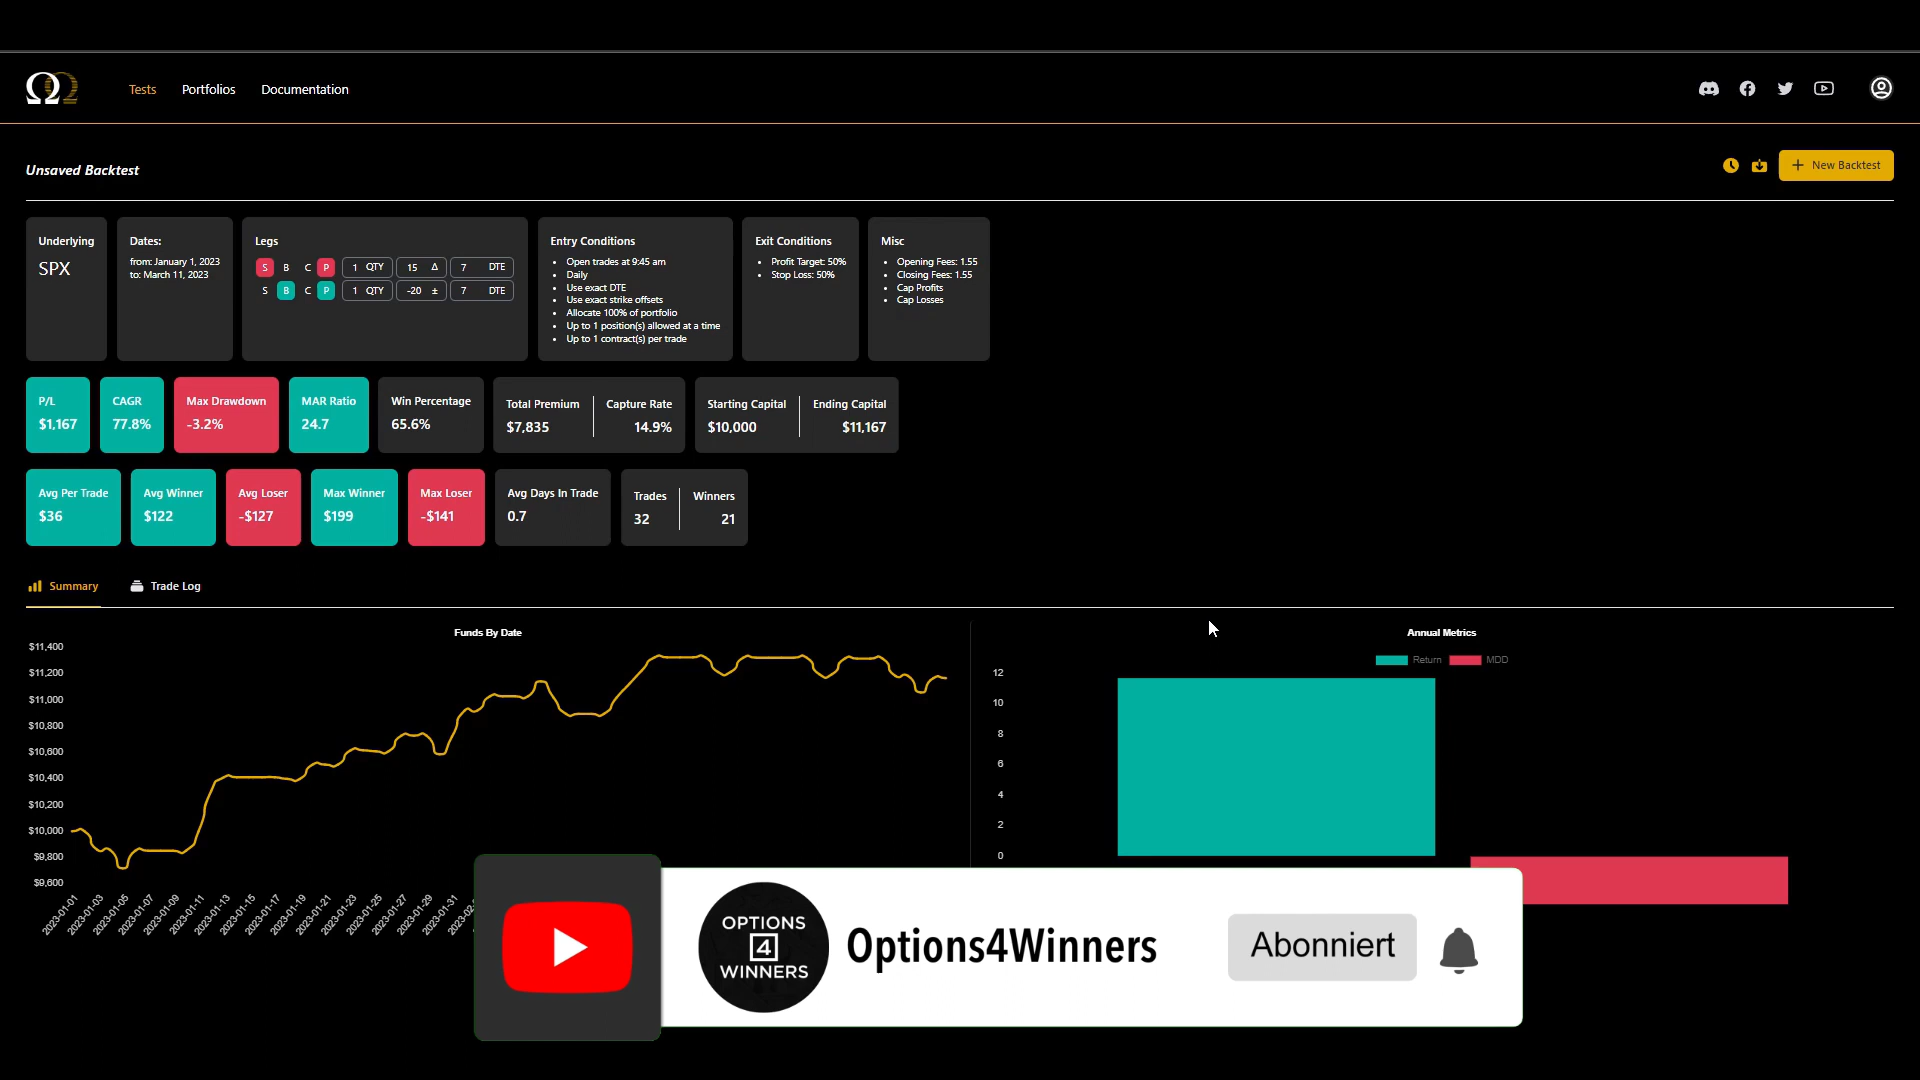 Tests Portfolios Documentation
Unsaved Backtest
New Backtest
Underlying
SPX
Dates:
from: January 1, 2023
to: March 11, 2023
Legs
S B C P 1 QTY 15 Δ 7 DTE
S B C P 1 QTY -20 ± 7 DTE
Entry Conditions
Open trades at 9:45 am
Daily
Use exact DTE
Use exact strike offsets
Allocate 100% of portfolio
Up to 1 position(s) allowed at a time
Up to 1 contract(s) per trade
Exit Conditions
Profit Target: 50%
Stop Loss: 50%
Misc
Opening Fees: 1.55
Closing Fees: 1.55
Cap Profits
Cap Losses
P/L
$1,167
CAGR
77.8%
Max Drawdown
-3.2%
MAR Ratio
24.7
Win Percentage
65.6%
Total Premium
$7,835
Capture Rate
14.9%
Starting Capital
$10,000
Ending Capital
$11,167
Avg Per Trade
$36
Avg Winner
$122
Avg Loser
-$127
Max Winner
$199
Max Loser
-$141
Avg Days In Trade
0.7
Trades
32
Winners
21
Summary Trade Log
Funds By Date
$11,400
$11,200
$11,000
$10,800
$10,600
$10,400
$10,200
$10,000
$9,800
$9,600
2023-01-01
2023-01-03
2023-01-05
2023-01-07
2023-01-09
2023-01-11
2023-01-13
2023-01-15
2023-01-17
2023-01-19
2023-01-21
2023-01-23
2023-01-25
2023-01-27
2023-01-29
2023-01-31
Annual Metrics
Return MDD
12
10
8
6
4
2
0
OPTIONS
4
WINNERS
Options4Winners
Abonniert